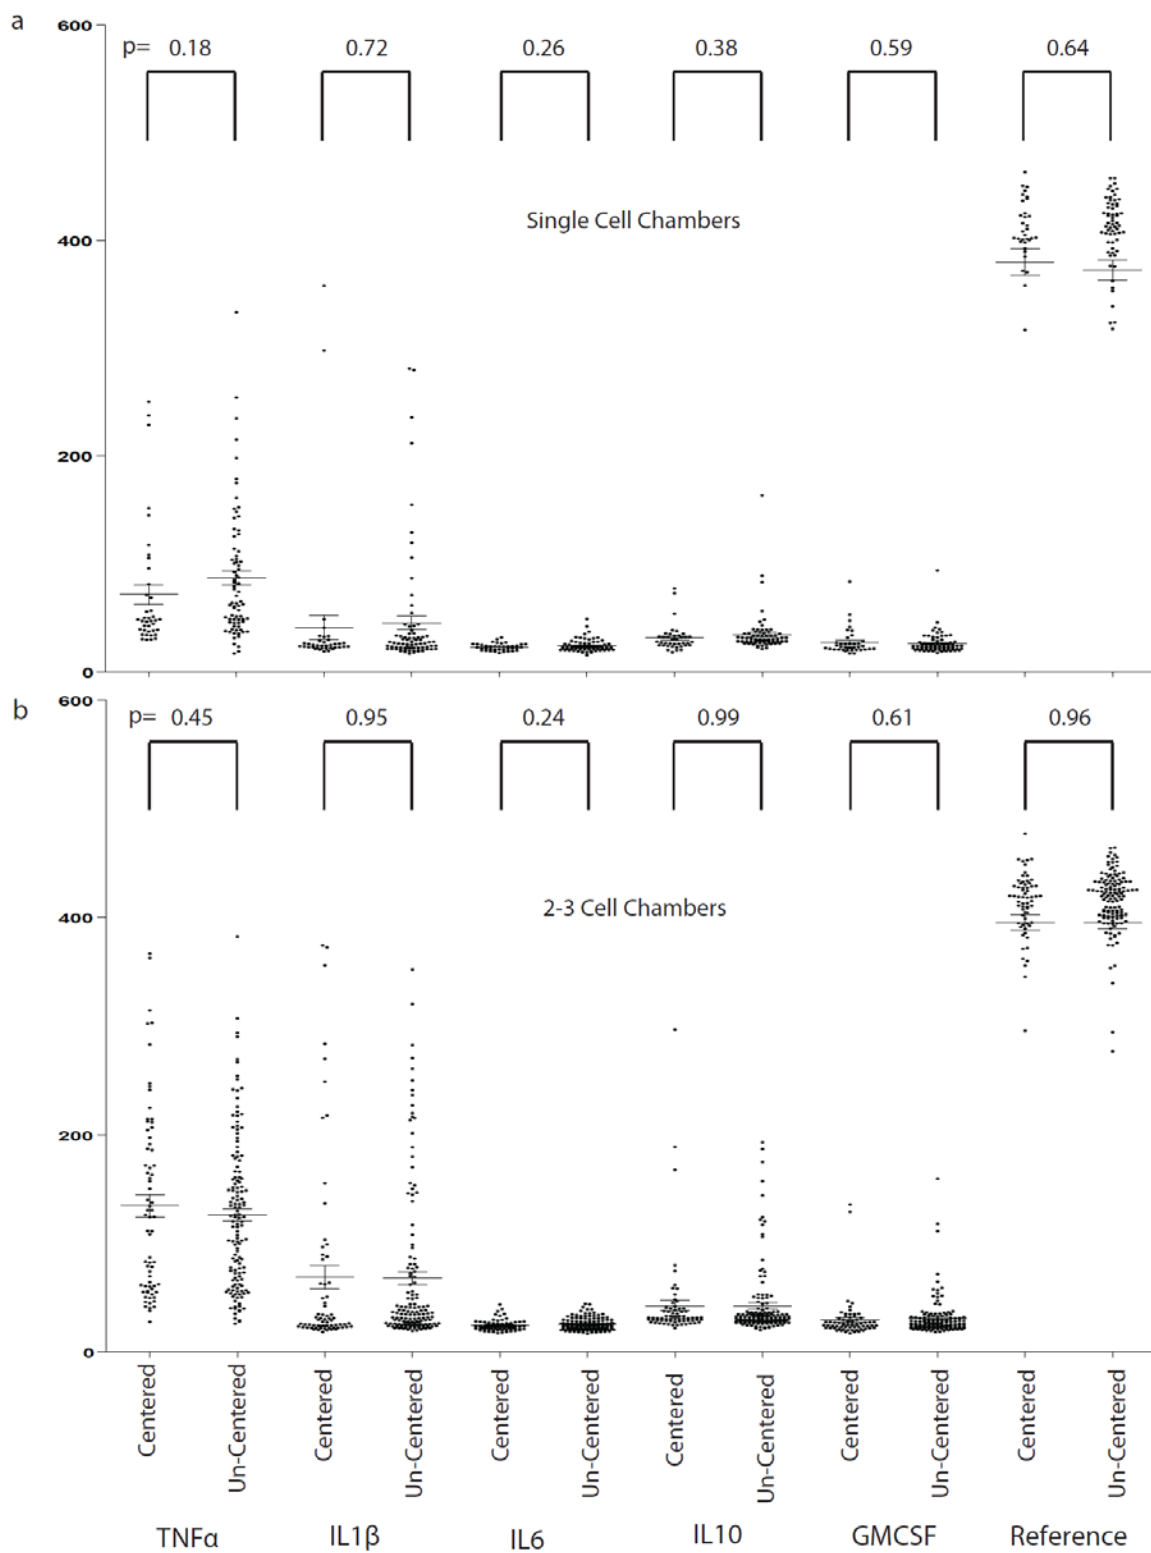 a
600
p= 0.18 0.72 0.26 0.38 0.59 0.64
Single Cell Chambers
400
200
0
b
600
p= 0.45 0.95 0.24 0.99 0.61 0.96
2-3 Cell Chambers
400
200
0
Centered Un-Centered Centered Un-Centered Centered Un-Centered Centered Un-Centered Centered Un-Centered Centered Un-Centered
TNFα IL1β IL6 IL10 GMCSF Reference